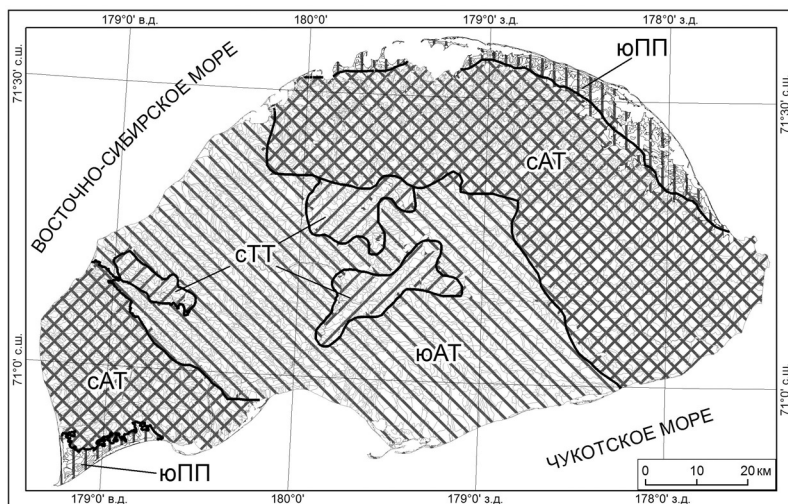 179°0' в.д.
180°0'
179°0' з.д.
178°0' з.д.
71°30' с.ш.
71°30' с.ш.
юПП
ВОСТОЧНО-СИБИРСКОЕ МОРЕ
сАТ
сТТ
юАТ
71°0' с.ш.
71°0' с.ш.
сАТ
ЧУКОТСКОЕ МОРЕ
юПП
0 10 20 км
179°0' в.д.
180°0'
179°0' з.д.
178°0' з.д.